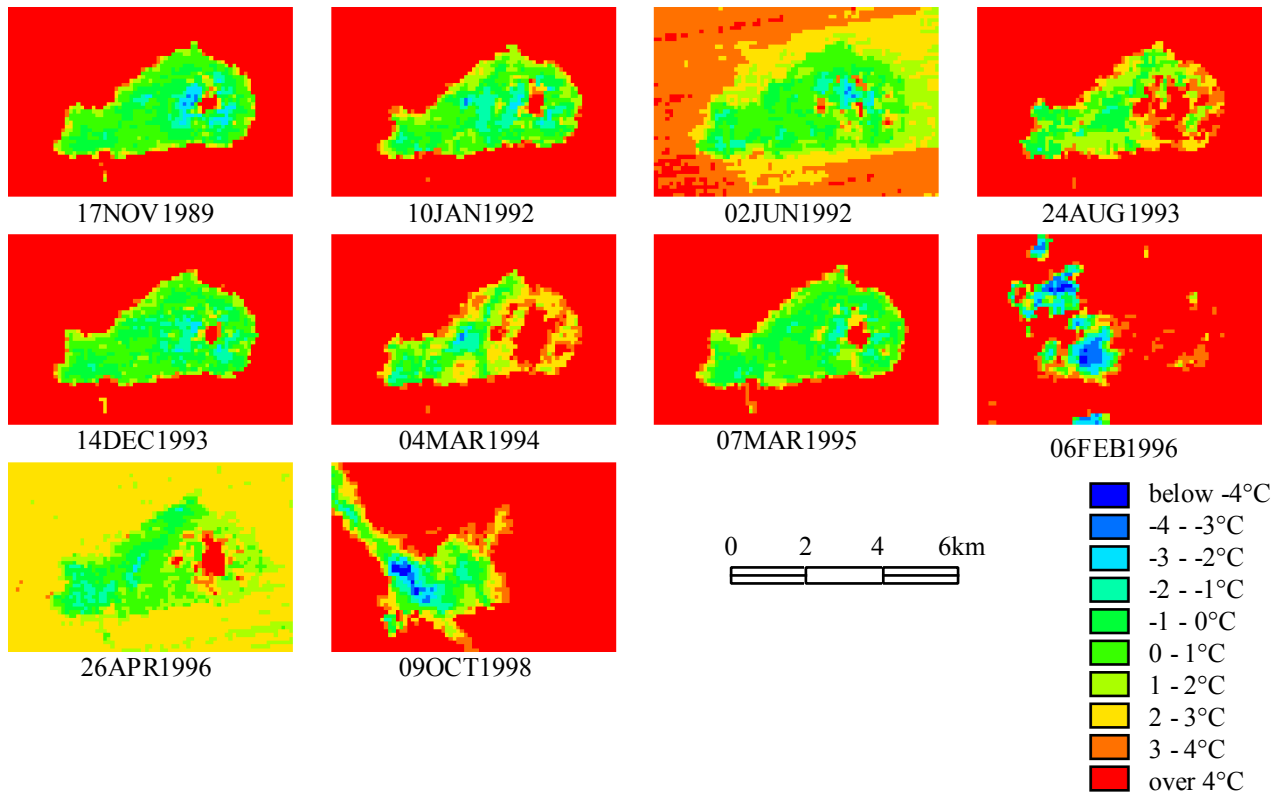 17NOV1989
10JAN1992
02JUN1992
24AUG1993
14DEC1993
04MAR1994
07MAR1995
06FEB1996
26APR1996
09OCT1998
0 2 4 6km
below -4°C
-4 - -3°C
-3 - -2°C
-2 - -1°C
-1 - 0°C
0 - 1°C
1 - 2°C
2 - 3°C
3 - 4°C
over 4°C